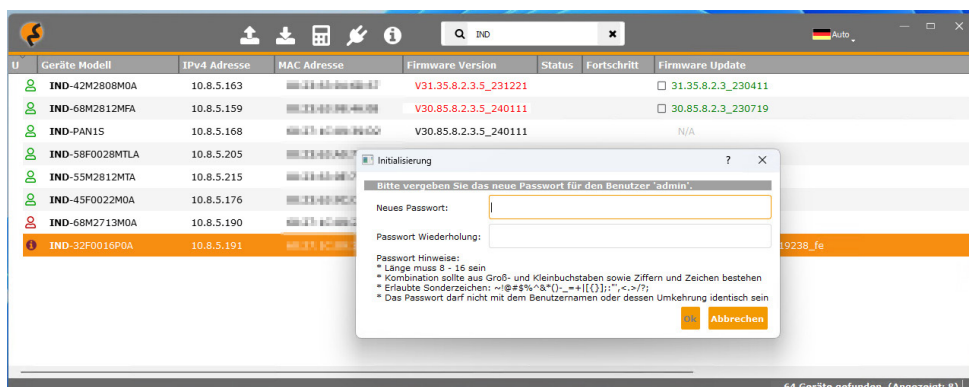 IND
Auto
U Geräte Modell IPv4 Adresse MAC Adresse Firmware Version Status Fortschritt Firmware Update
IND-42M2808M0A 10.8.5.163 V31.35.8.2.3.5_231221 31.35.8.2.3_230411
IND-68M2812MFA 10.8.5.159 V30.85.8.2.3.5_240111 30.85.8.2.3_230719
IND-PAN1S 10.8.5.168 V30.85.8.2.3.5_240111 N/A
IND-58F0028MTLA 10.8.5.205
IND-55M2812MTA 10.8.5.215
IND-45F0022M0A 10.8.5.176
IND-68M2713M0A 10.8.5.190
IND-32F0016P0A 10.8.5.191 19238_fe
Initialisierung
Bitte vergeben Sie das neue Passwort für den Benutzer 'admin'.
Neues Passwort:
Passwort Wiederholung:
Passwort Hinweise:
* Länge muss 8 - 16 sein
* Kombination sollte aus Groß- und Kleinbuchstaben sowie Ziffern und Zeichen bestehen
* Erlaubte Sonderzeichen: ~!@#$%^&*()-_=+|[{}];:'",<.>/?;
* Das Passwort darf nicht mit dem Benutzernamen oder dessen Umkehrung identisch sein
Ok Abbrechen
64 Geräte gefunden (Angezeigt: 8)